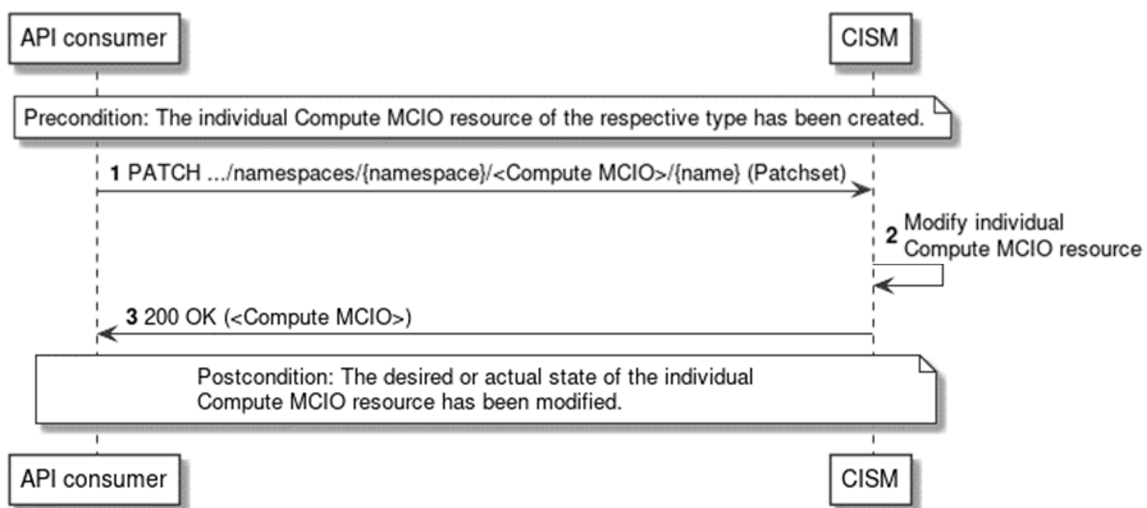 API consumer
CISM
Precondition: The individual Compute MCIO resource of the respective type has been created.
1 PATCH .../namespaces/{namespace}/<Compute MCIO>/{name} (Patchset)
2 Modify individual
Compute MCIO resource
3 200 OK (<Compute MCIO>)
Postcondition: The desired or actual state of the individual
Compute MCIO resource has been modified.
API consumer
CISM